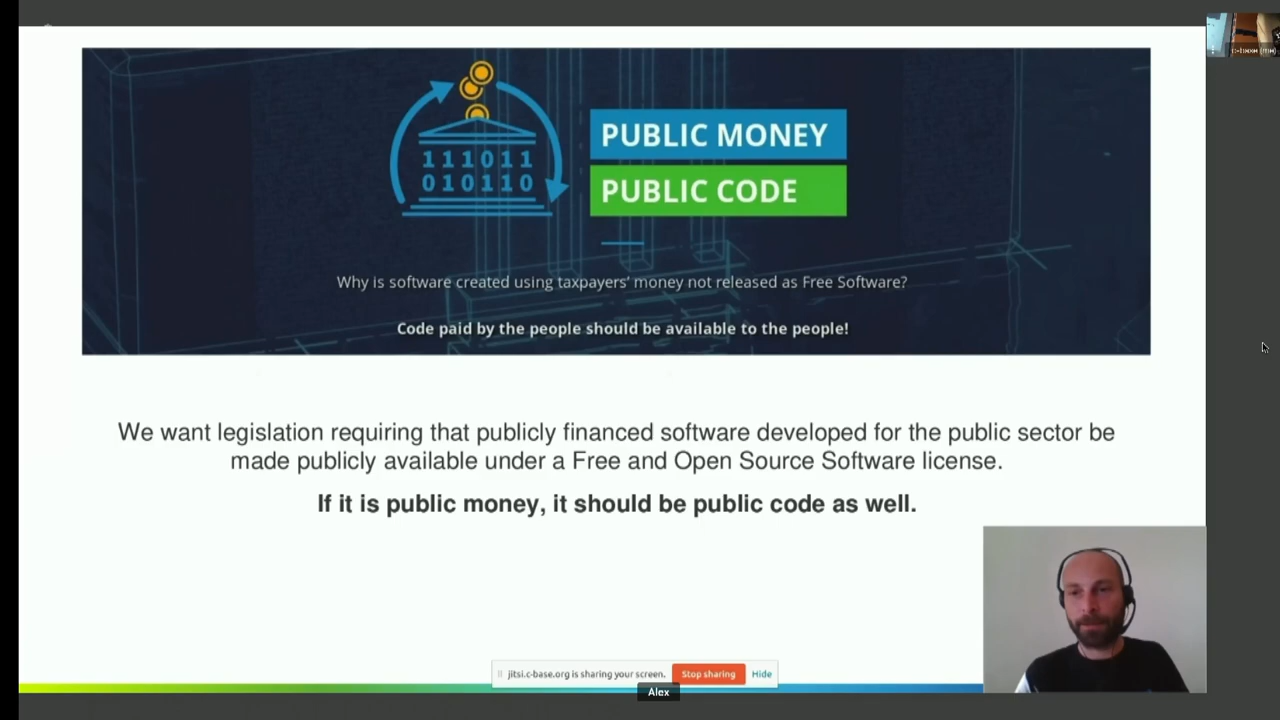 c-base (me)
111011
010110
PUBLIC MONEY
PUBLIC CODE
Why is software created using taxpayers' money not released as Free Software?
Code paid by the people should be available to the people!
We want legislation requiring that publicly financed software developed for the public sector be
made publicly available under a Free and Open Source Software license.
If it is public money, it should be public code as well.
jitsi.c-base.org is sharing your screen. Stop sharing Hide
Alex